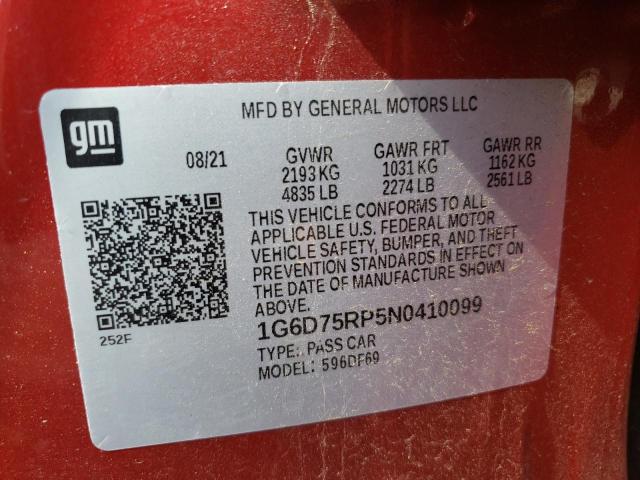 gm
MFD BY GENERAL MOTORS LLC
08/21 GVWR GAWR FRT GAWR RR
2193 KG 1031 KG 1162 KG
4835 LB 2274 LB 2561 LB
THIS VEHICLE CONFORMS TO ALL
APPLICABLE U.S. FEDERAL MOTOR
VEHICLE SAFETY, BUMPER, AND THEFT
PREVENTION STANDARDS IN EFFECT ON
THE DATE OF MANUFACTURE SHOWN
ABOVE.
252F
1G6D75RP5N0410099
TYPE: PASS CAR
MODEL: 596DF69